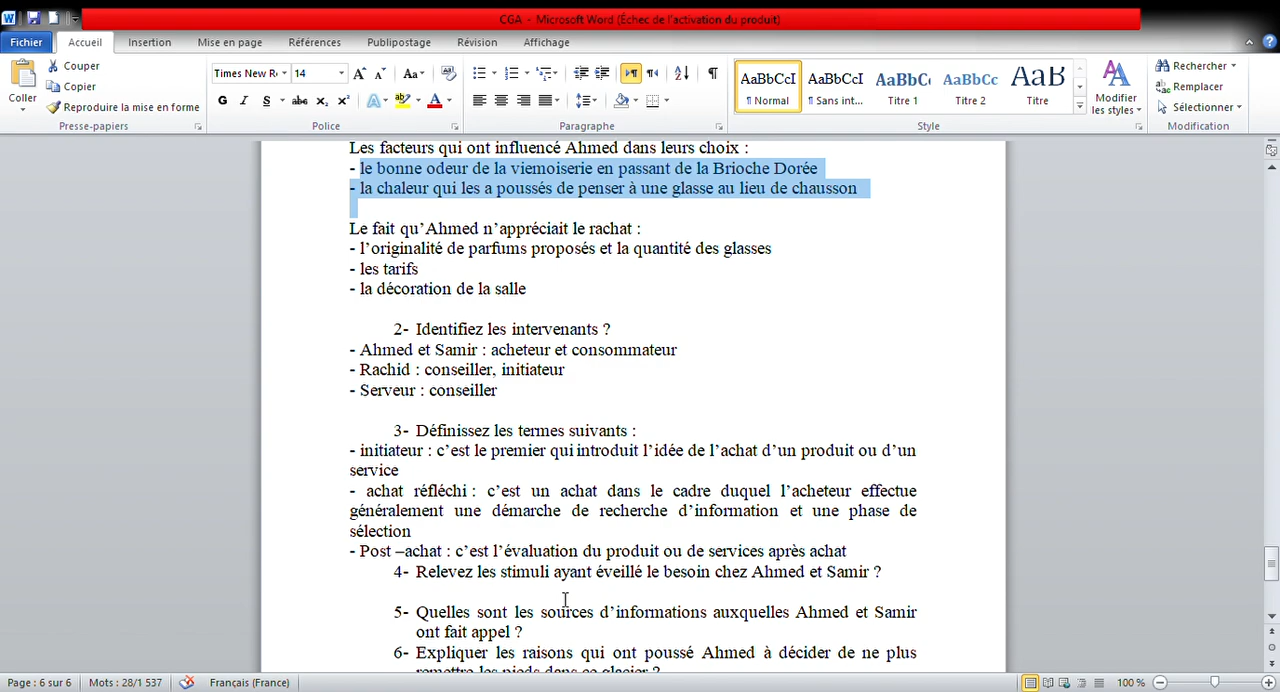 CGA - Microsoft Word (Échec de l'activation du produit)
Fichier Accueil Insertion Mise en page Références Publipostage Révision Affichage
Coller
Couper
Copier
Reproduire la mise en forme
Presse-papiers
Times New R 14
G I S abc x₂ x²
Police
Paragraphe
AaBbCcI AaBbCcI AaBbC AaBbCc AaB
¶ Normal ¶ Sans int... Titre 1 Titre 2 Titre
Modifier les styles
Style
Rechercher
Remplacer
Sélectionner
Modification
Les facteurs qui ont influencé Ahmed dans leurs choix :
- le bonne odeur de la viemoiserie en passant de la Brioche Dorée
- la chaleur qui les a poussés de penser à une glasse au lieu de chausson
Le fait qu'Ahmed n'appréciait le rachat :
- l'originalité de parfums proposés et la quantité des glasses
- les tarifs
- la décoration de la salle
2- Identifiez les intervenants ?
- Ahmed et Samir : acheteur et consommateur
- Rachid : conseiller, initiateur
- Serveur : conseiller
3- Définissez les termes suivants :
- initiateur : c'est le premier qui introduit l'idée de l'achat d'un produit ou d'un
service
- achat réfléchi : c'est un achat dans le cadre duquel l'acheteur effectue
généralement une démarche de recherche d'information et une phase de
sélection
- Post –achat : c'est l'évaluation du produit ou de services après achat
4- Relevez les stimuli ayant éveillé le besoin chez Ahmed et Samir ?
5- Quelles sont les sources d'informations auxquelles Ahmed et Samir
ont fait appel ?
6- Expliquer les raisons qui ont poussé Ahmed à décider de ne plus
remettre les pieds dans ce glacier ?
Page : 6 sur 6 Mots : 28/1 537 Français (France) 100 %